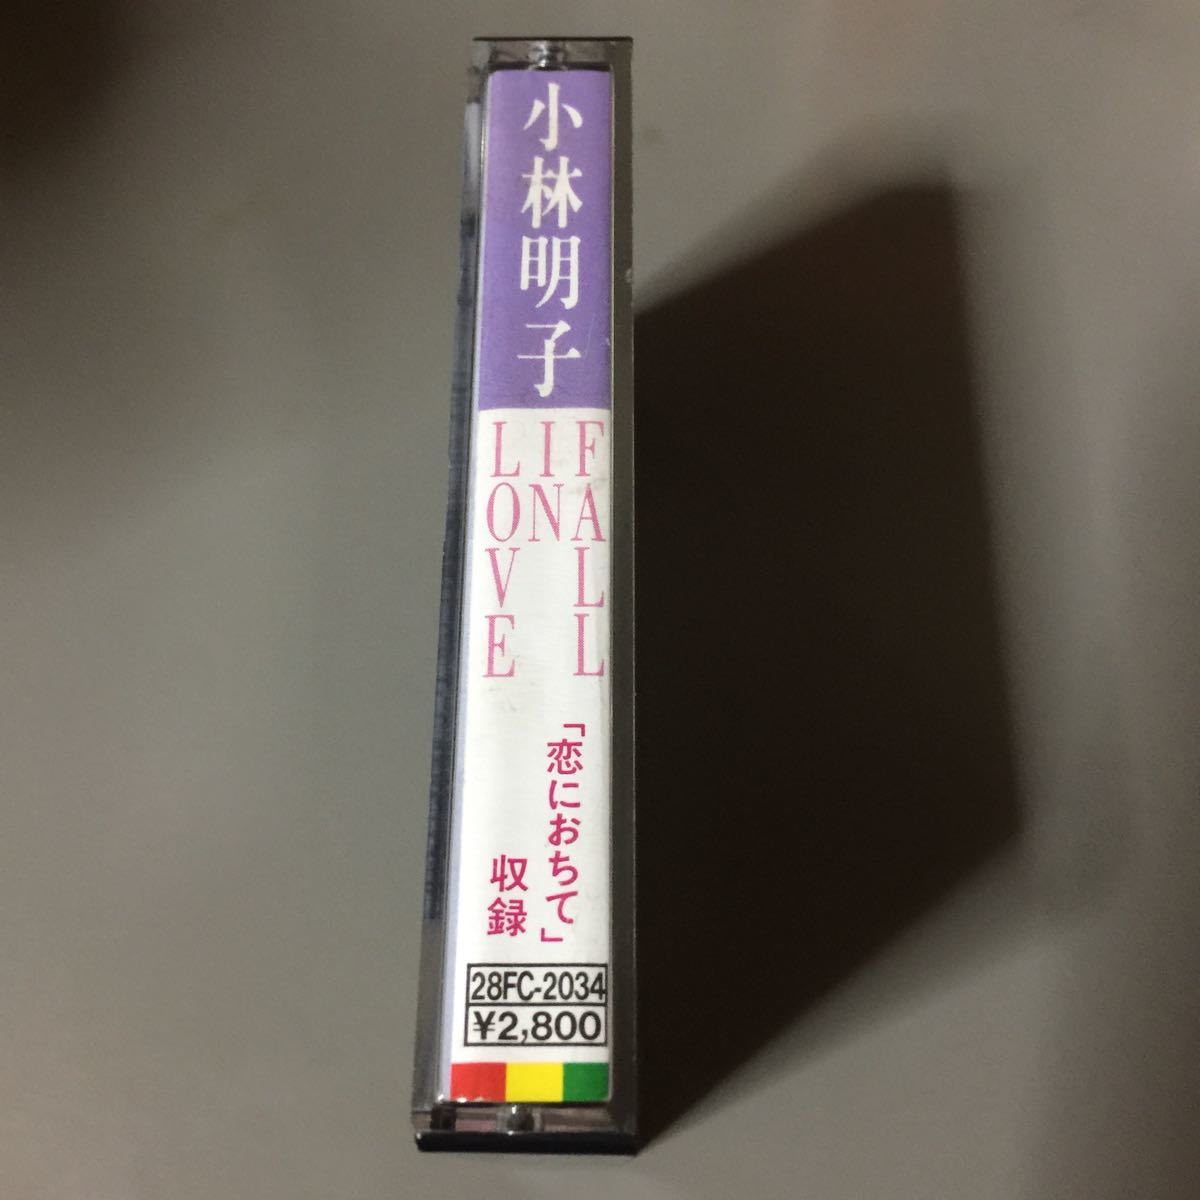 小林明子
FALL
IN
LOVE
「恋におちて」
収録
28FC-2034
¥2,800